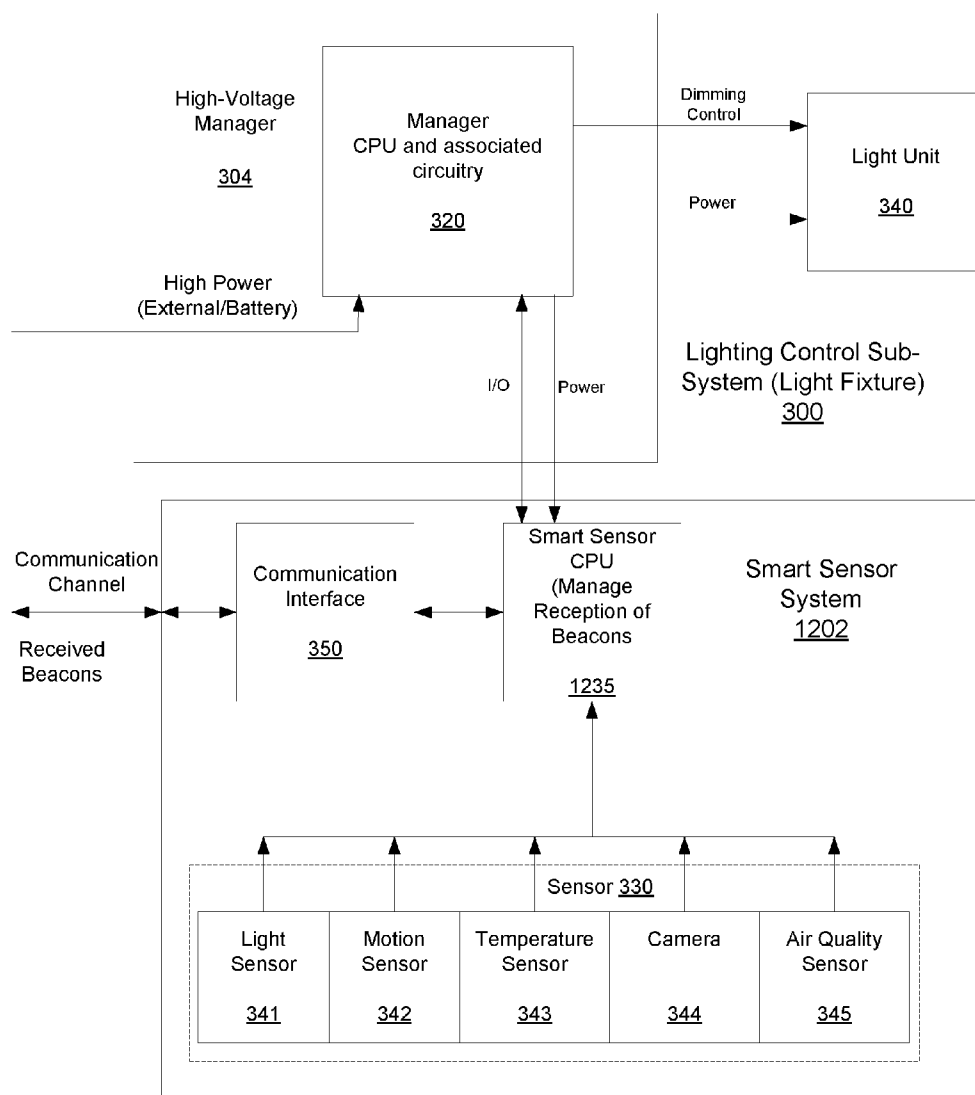 High-Voltage
Manager
304
Manager
CPU and associated
circuitry
320
Dimming
Control
Light Unit
340
Power
High Power
(External/Battery)
I/O
Power
Lighting Control Sub-
System (Light Fixture)
300
Communication
Channel
Received
Beacons
Communication
Interface
350
Smart Sensor
CPU
(Manage
Reception of
Beacons
1235
Smart Sensor
System
1202
Sensor 330
Light
Sensor
341
Motion
Sensor
342
Temperature
Sensor
343
Camera
344
Air Quality
Sensor
345